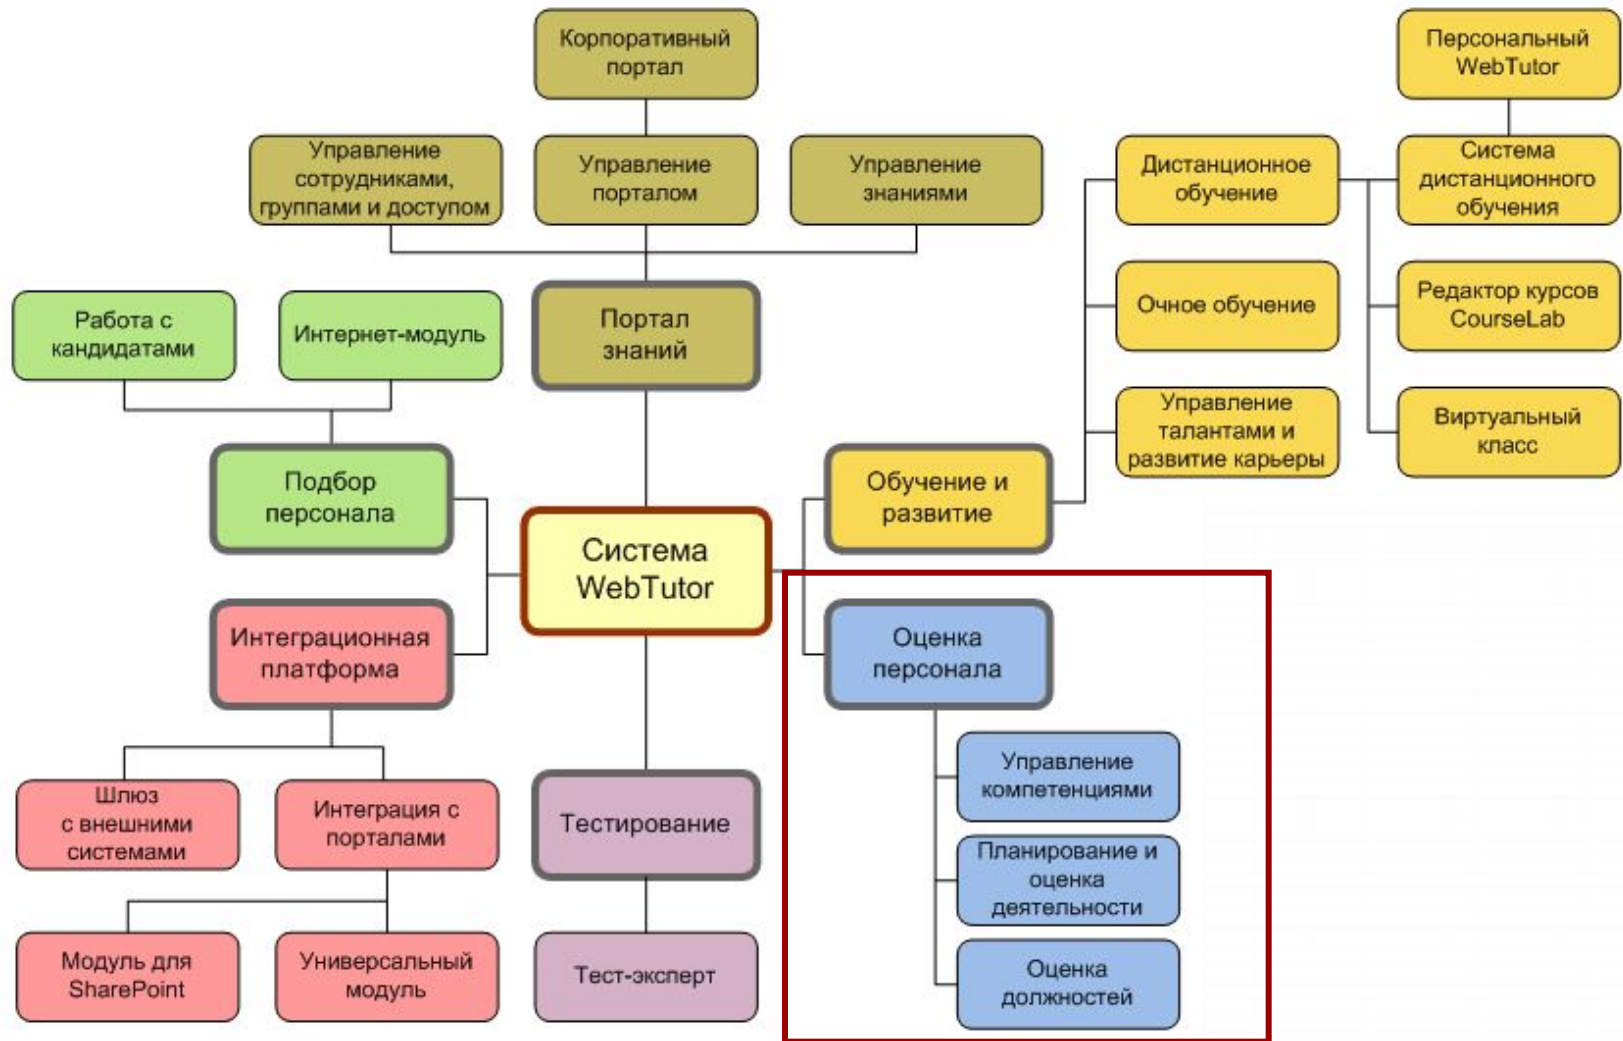 Корпоративный
портал
Персональный
WebTutor
Управление
сотрудниками,
группами и доступом
Управление
порталом
Управление
знаниями
Дистанционное
обучение
Система
дистанционного
обучения
Работа с
кандидатами
Интернет-модуль
Портал
знаний
Очное обучение
Редактор курсов
CourseLab
Управление
талантами и
развитие карьеры
Виртуальный
класс
Подбор
персонала
Обучение и
развитие
Система
WebTutor
Интеграционная
платформа
Оценка
персонала
Шлюз
с внешними
системами
Интеграция с
порталами
Тестирование
Управление
компетенциями
Планирование и
оценка
деятельности
Модуль для
SharePoint
Универсальный
модуль
Тест-эксперт
Оценка
должностей